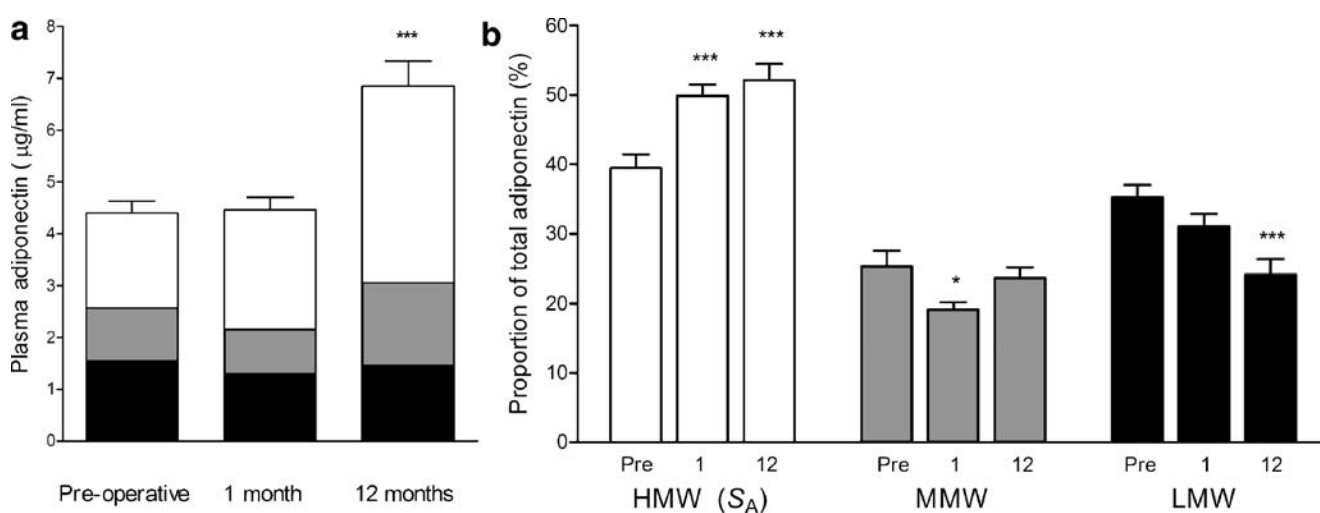 a
Plasma adiponectin ( μg/ml)
8
7
6
5
4
3
2
1
0
***
Pre-operative 1 month 12 months
b
Proportion of total adiponectin (%)
60
50
40
30
20
10
0
*** ***
*
***
Pre 1 12 Pre 1 12 Pre 1 12
HMW (SA) MMW LMW